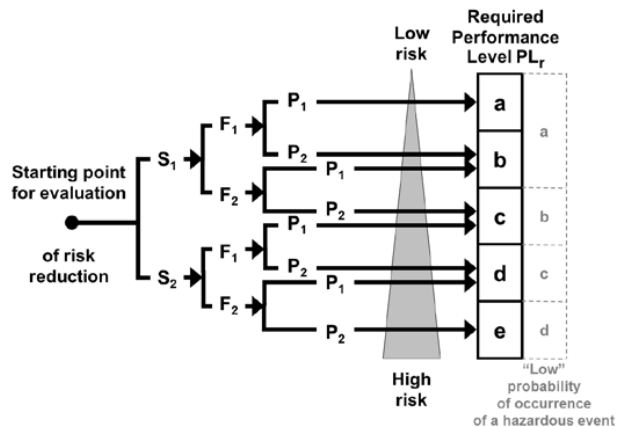 Required
Performance
Level PLr
Low
risk
P1
a
a
F1
P2
b
S1
P1
Starting point
for evaluation
F2
P2
c
b
P1
of risk
reduction
F1
P2
d
c
S2
P1
F2
P2
e
d
High
risk
“Low”
probability
of occurrence
of a hazardous event